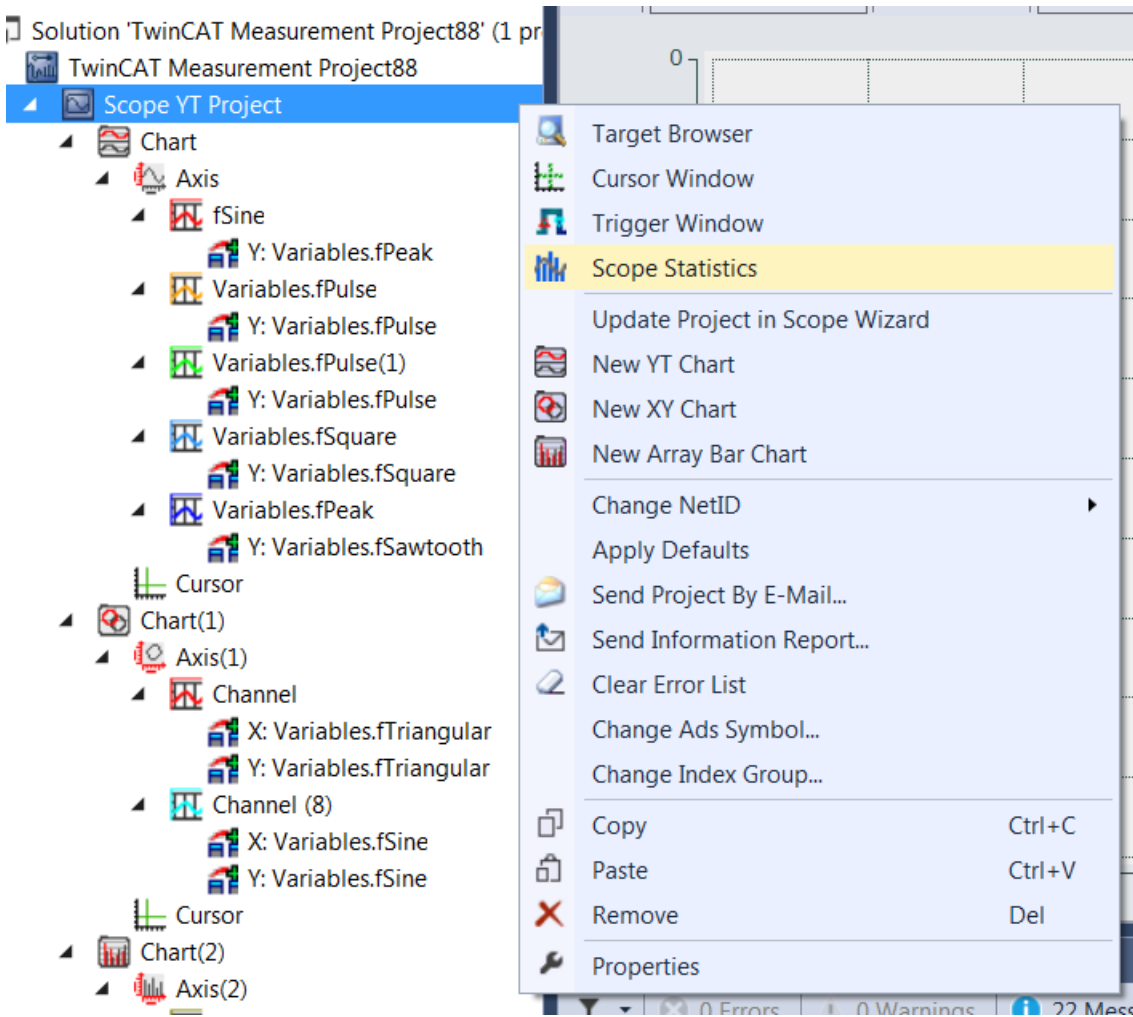 Solution 'TwinCAT Measurement Project88' (1 pr
TwinCAT Measurement Project88
Scope YT Project
Chart
Axis
fSine
Y: Variables.fPeak
Variables.fPulse
Y: Variables.fPulse
Variables.fPulse(1)
Y: Variables.fPulse
Variables.fSquare
Y: Variables.fSquare
Variables.fPeak
Y: Variables.fSawtooth
Cursor
Chart(1)
Axis(1)
Channel
X: Variables.fTriangular
Y: Variables.fTriangular
Channel (8)
X: Variables.fSine
Y: Variables.fSine
Cursor
Chart(2)
Axis(2)
0
Target Browser
Cursor Window
Trigger Window
Scope Statistics
Update Project in Scope Wizard
New YT Chart
New XY Chart
New Array Bar Chart
Change NetID
Apply Defaults
Send Project By E-Mail...
Send Information Report...
Clear Error List
Change Ads Symbol...
Change Index Group...
Copy Ctrl+C
Paste Ctrl+V
Remove Del
Properties
0 Errors 0 Warnings 22 Mess